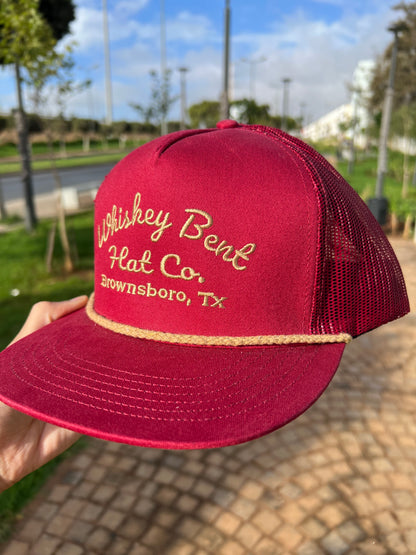 Whiskey Bent
Hat Co.
Brownsboro, Tx